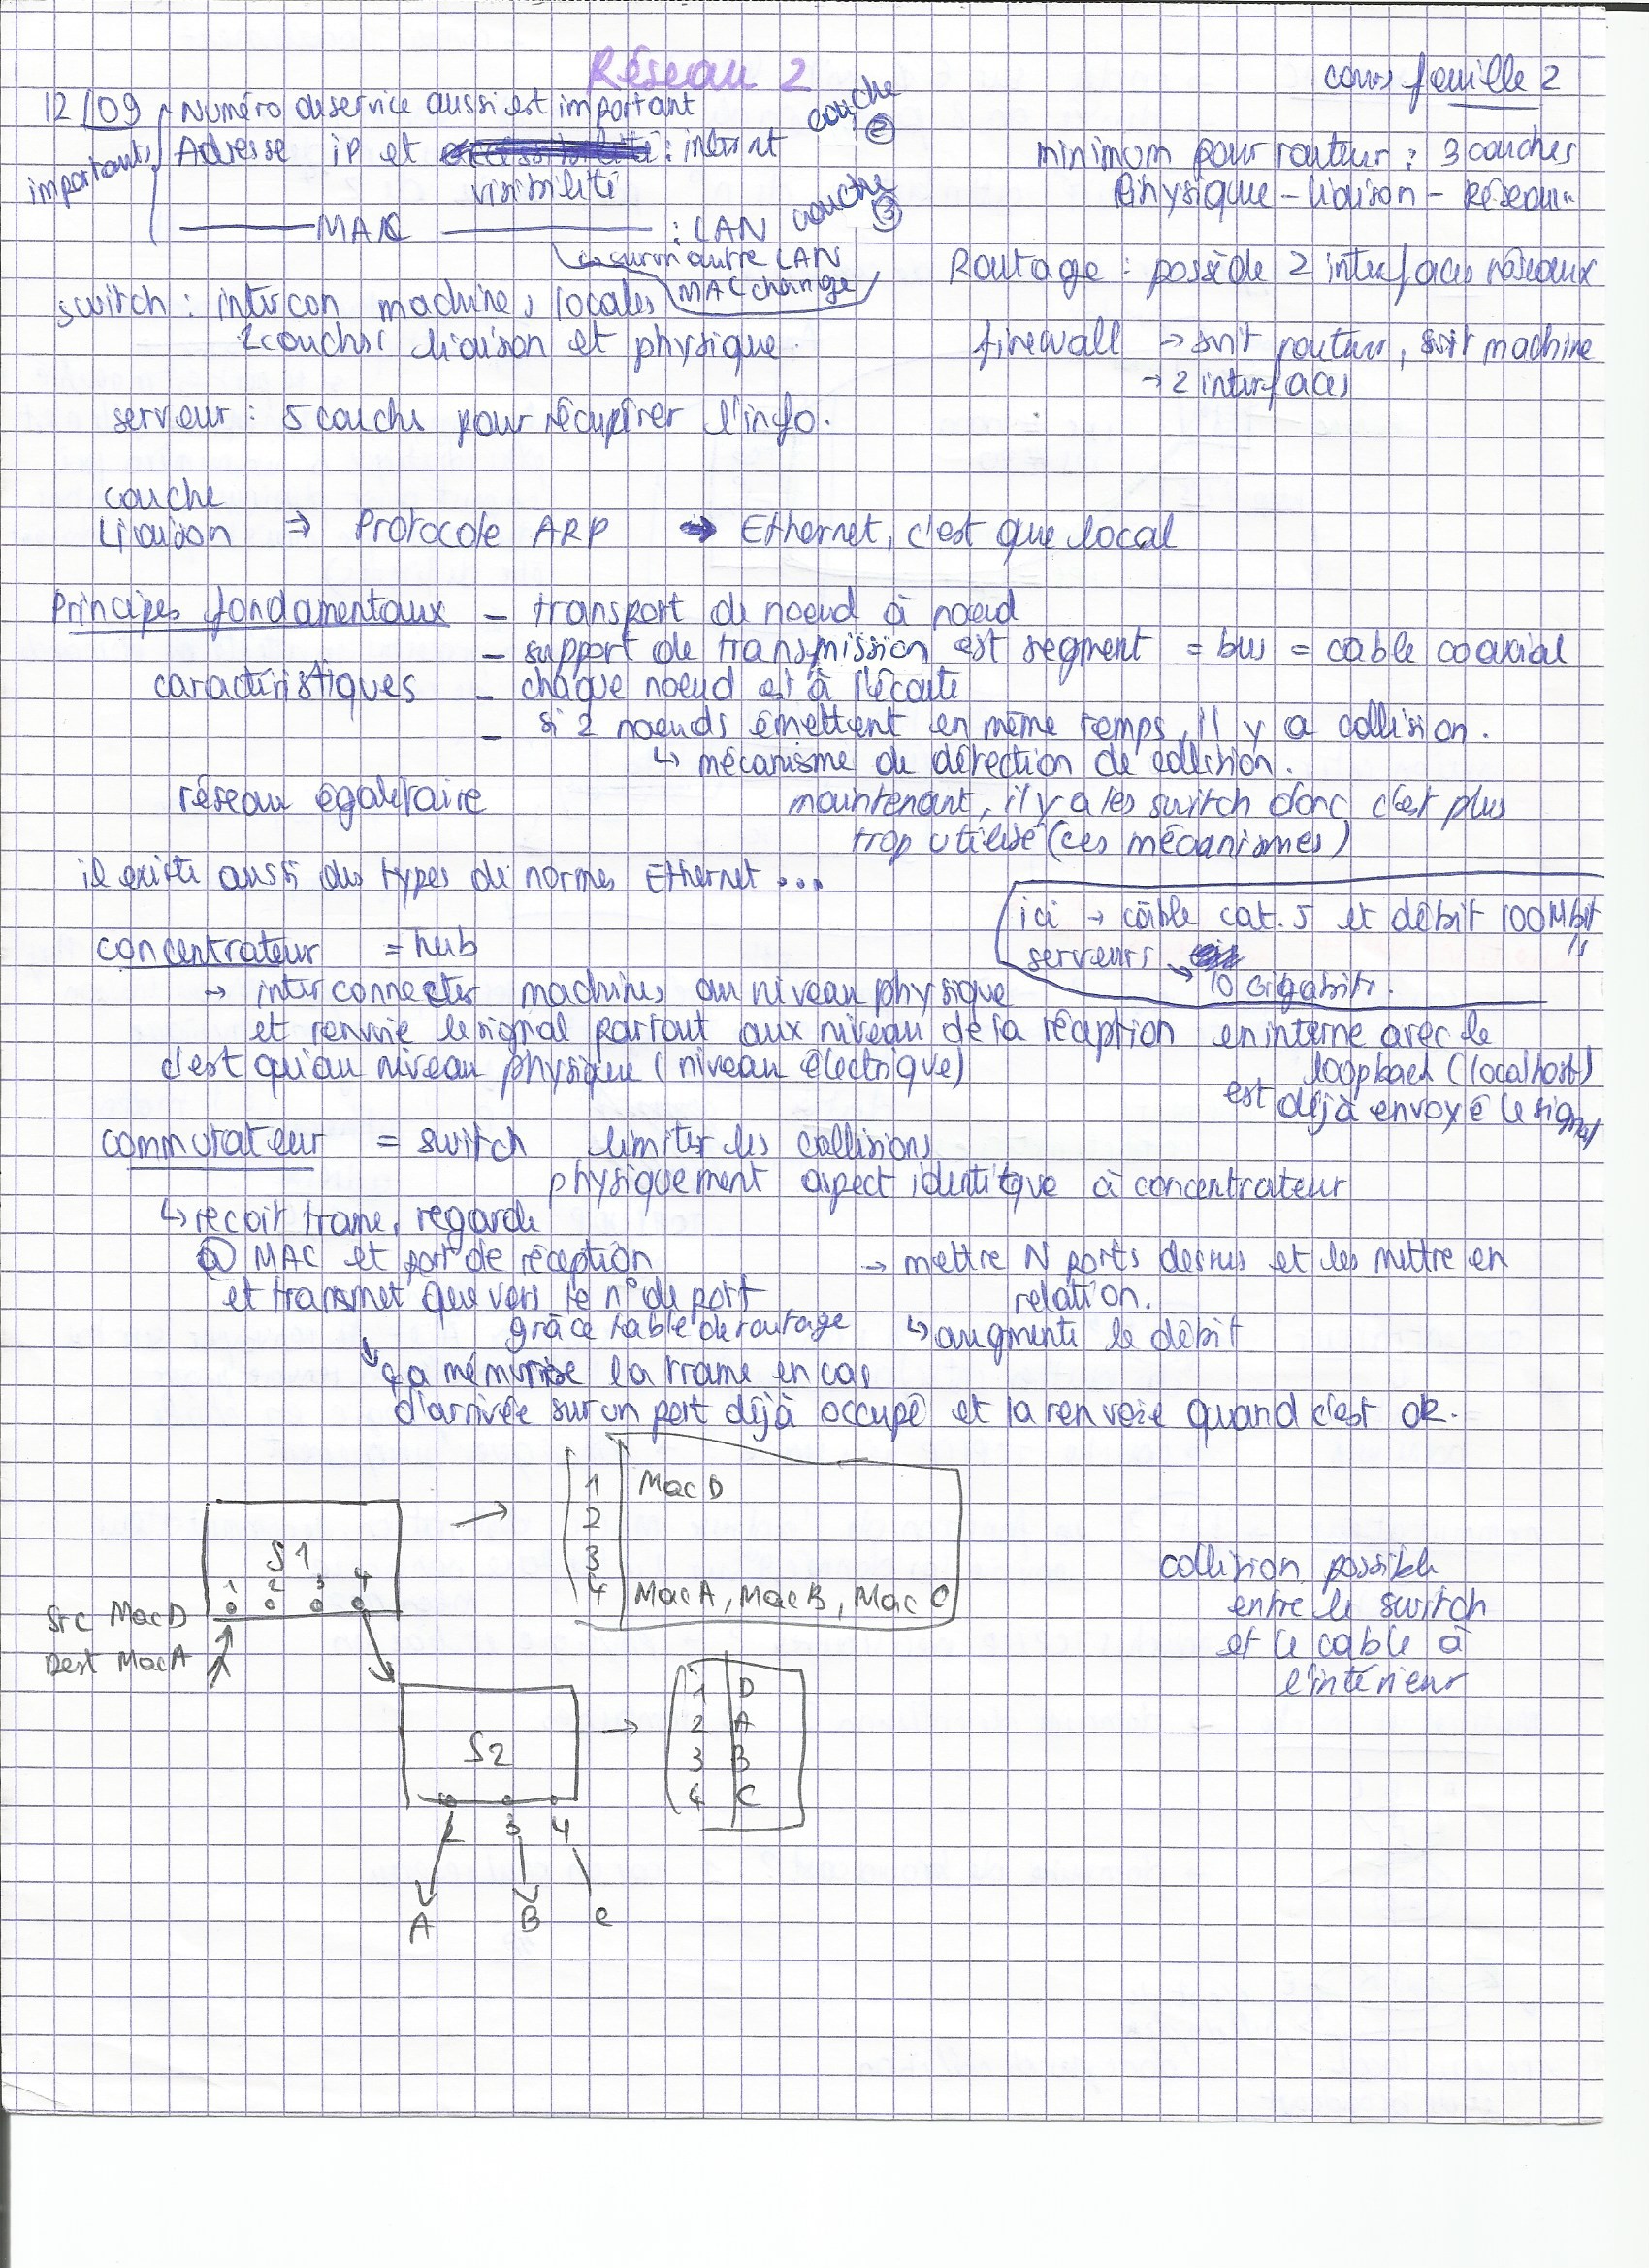 Réseau 2
cours feuille 2
12/09 Numéro de service aussi est important
importants Adresse iP et visibilité : internet couche ②
minimum pour routeur : 3 couches
Physique - liaison - Réseau
——— MAC ——— : LAN couche ③
↳ sur un autre LAN
MAC change
Routage : possède 2 interfaces réseaux
switch : intercon machines locales
2 couches liaison et physique.
firewall → soit routeur, soit machine
→ 2 interfaces
serveur : 5 couches pour récupérer l'info.
couche
Liaison ⇒ Protocole ARP → Ethernet, c'est que local
Principes fondamentaux - transport de noeud à noeud
- support de transmission est segment = bus = cable coaxial
caractéristiques - chaque noeud est à l'écoute
- si 2 noeuds émettent en même temps, il y a collision.
↳ mécanisme de détection de collision.
réseau égalitaire
maintenant, il y a les switch donc c'est plus
trop utilisé (ces mécanismes)
il existe aussi des types de normes Ethernet ...
ici → câble cat. 5 et débit 100 Mbit/s
serveurs → 10 Gigabits.
concentrateur = hub
→ interconnecter machines au niveau physique
et renvoie le signal partout aux niveau de la réception
c'est qu'au niveau physique (niveau électrique)
en interne avec le
loopback (localhost)
est déjà envoyé le signal
commutateur = switch limiter les collisions
physiquement aspect identique à concentrateur
↳ recoit trame, regarde
@ MAC et port de réception
et transmet que vers le n° de port
grâce table de routage
→ mettre N ports dessus et les mettre en
relation.
↳ augmente le débit
↓ ça mémorise la trame en cas
d'arrivée sur un port déjà occupé et la renvoie quand c'est ok.
S1
1 2 3 4
Src MacD
Dest MacA
1 MacD
2
3
4 MacA, MacB, Mac C
collision possible
entre le switch
et le cable à
l'intérieur
S2
1 D
2 A
3 B
4 C
2 3 4
A B C